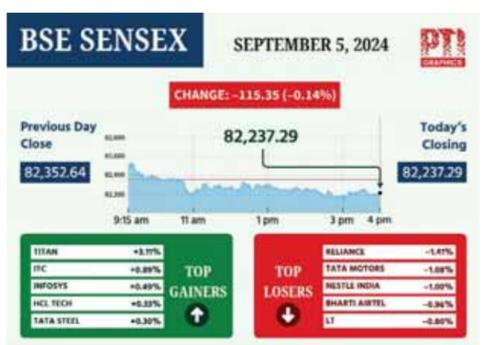 BSE SENSEX
SEPTEMBER 5, 2024
PTI
GRAPHICS
CHANGE: –115.35 (–0.14%)
Previous Day
Close
82,352.64
82,237.29
Today's
Closing
82,237.29
9:15 am
11 am
1 pm
3 pm
4 pm
TITAN +3.11%
ITC +0.89%
INFOSYS +0.49%
HCL TECH +0.33%
TATA STEEL +0.30%
TOP
GAINERS
TOP
LOSERS
RELIANCE –1.41%
TATA MOTORS –1.08%
NESTLE INDIA –1.00%
BHARTI AIRTEL –0.96%
LT –0.80%